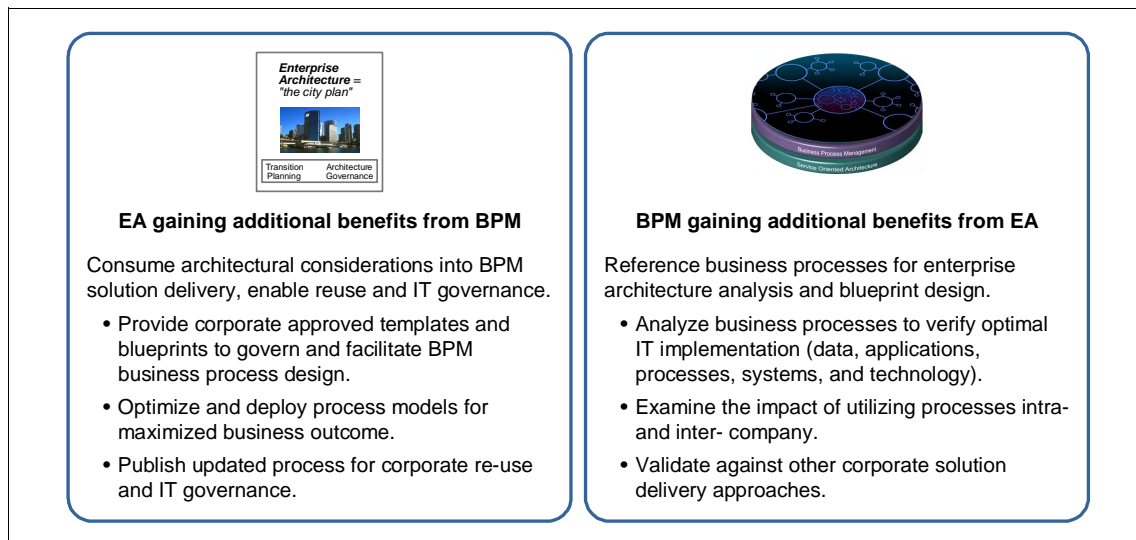 Enterprise
Architecture =
"the city plan"
Transition Planning
Architecture Governance
EA gaining additional benefits from BPM
Consume architectural considerations into BPM
solution delivery, enable reuse and IT governance.
• Provide corporate approved templates and
blueprints to govern and facilitate BPM
business process design.
• Optimize and deploy process models for
maximized business outcome.
• Publish updated process for corporate re-use
and IT governance.
Business Process Management
Service Oriented Architecture
BPM gaining additional benefits from EA
Reference business processes for enterprise
architecture analysis and blueprint design.
• Analyze business processes to verify optimal
IT implementation (data, applications,
processes, systems, and technology).
• Examine the impact of utilizing processes intra-
and inter- company.
• Validate against other corporate solution
delivery approaches.